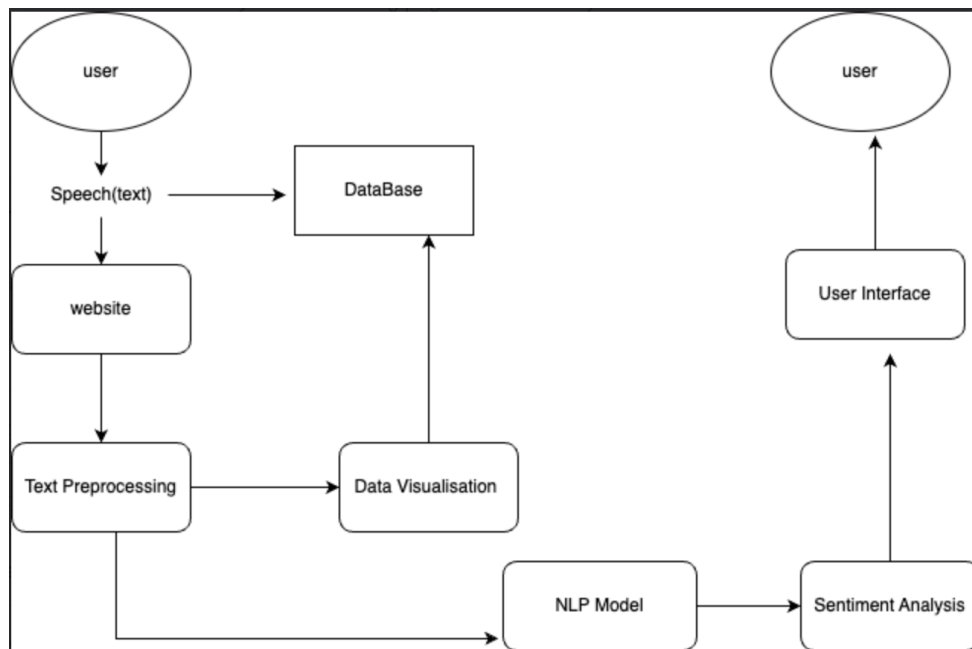 user
user
Speech(text)
DataBase
website
User Interface
Text Preprocessing
Data Visualisation
NLP Model
Sentiment Analysis